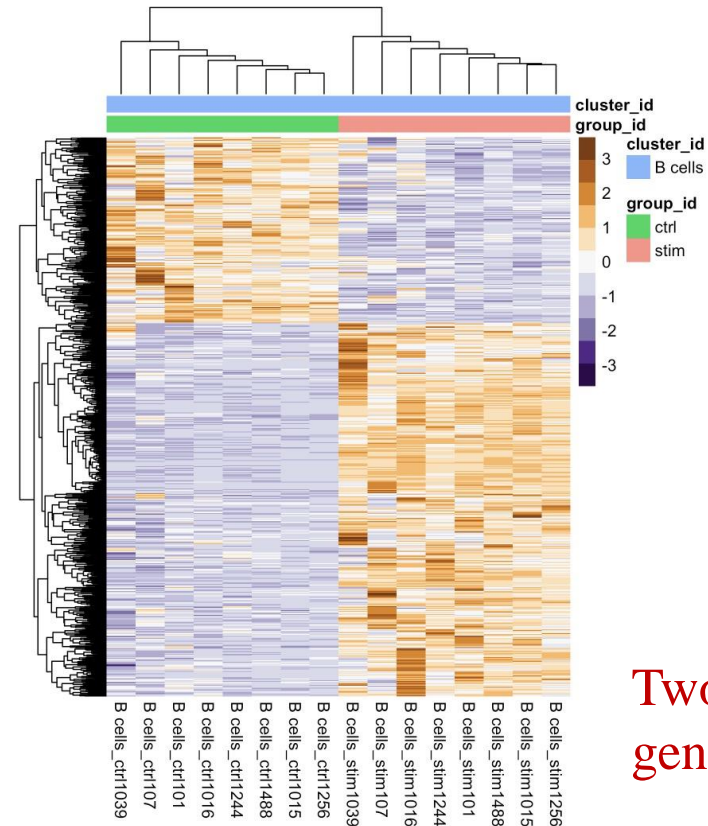 cluster_id
group_id
3
2
1
0
-1
-2
-3
cluster_id
B cells
group_id
ctrl
stim
B cells_ctrl1039
B cells_ctrl107
B cells_ctrl101
B cells_ctrl1016
B cells_ctrl1244
B cells_ctrl1488
B cells_ctrl1015
B cells_ctrl1256
B cells_stim1039
B cells_stim107
B cells_stim1016
B cells_stim1244
B cells_stim101
B cells_stim1488
B cells_stim1015
B cells_stim1256